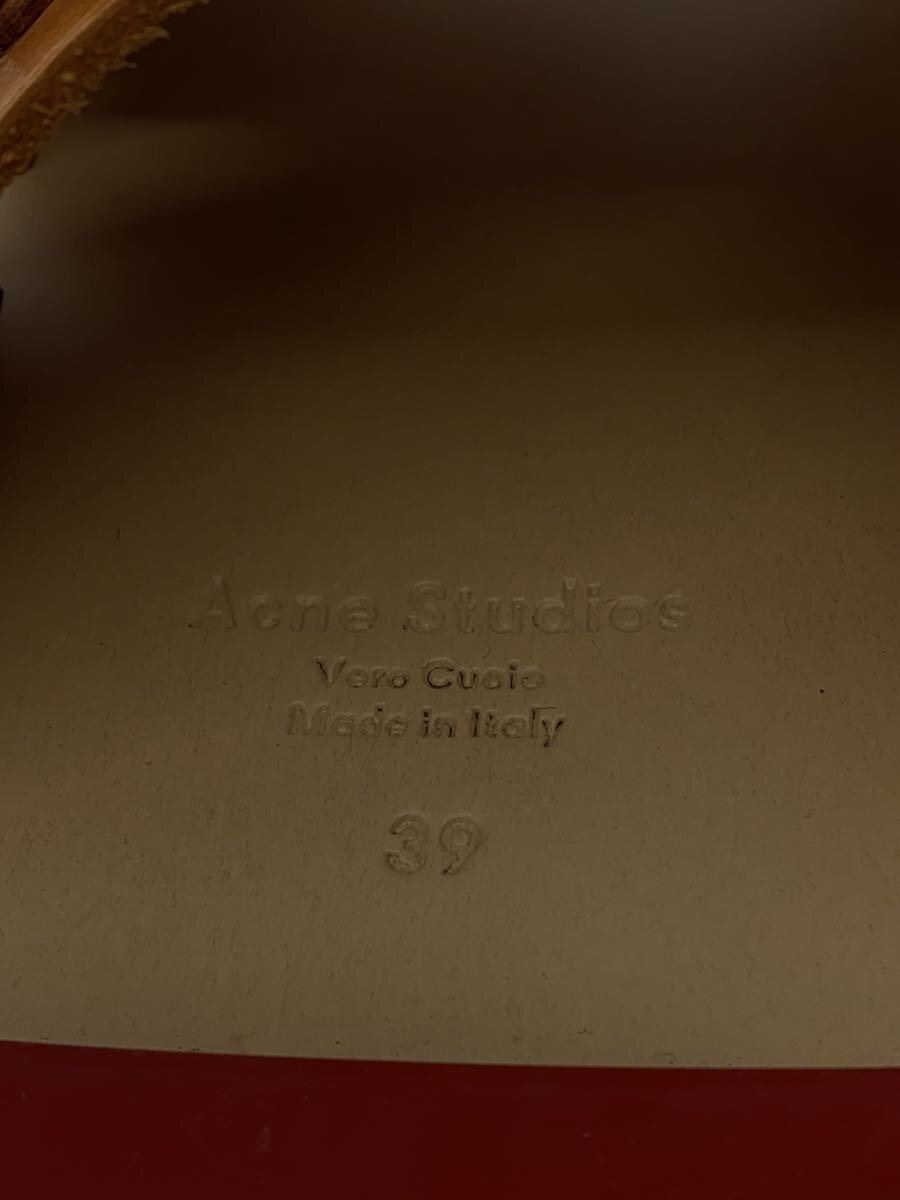 Acne Studios
Vero Cuoio
Made in Italy
39